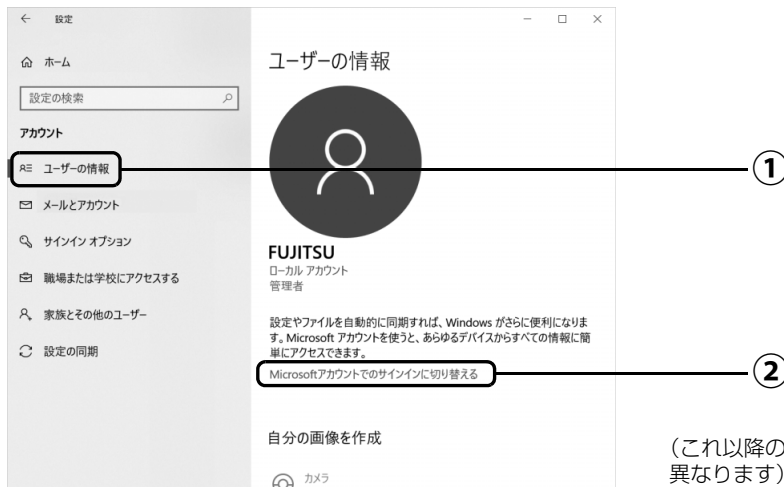 設定
ホーム
設定の検索
アカウント
ユーザーの情報
メールとアカウント
サインイン オプション
職場または学校にアクセスする
家族とその他のユーザー
設定の同期
ユーザーの情報
FUJITSU
ローカル アカウント
管理者
設定やファイルを自動的に同期すれば、Windows がさらに便利になりま
す。Microsoft アカウントを使うと、あらゆるデバイスからすべての情報に簡
単にアクセスできます。
Microsoftアカウントでのサインインに切り替える
自分の画像を作成
カメラ
①
②
（これ以降の
異なります）